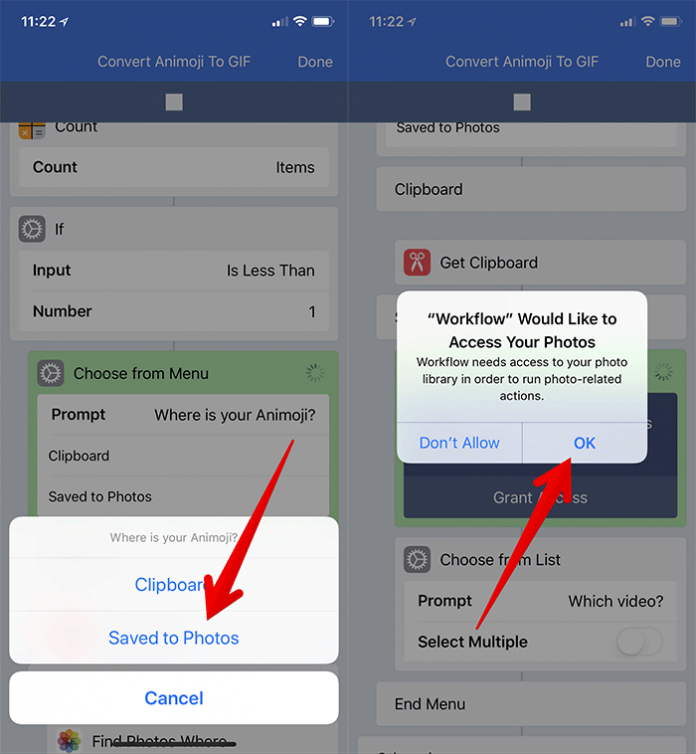 11:22
Convert Animoji To GIF
Done
Count
Count Items
If
Input Is Less Than
Number 1
Choose from Menu
Prompt Where is your Animoji?
Clipboard
Saved to Photos
Where is your Animoji?
Clipboard
Saved to Photos
Cancel
Find Photos Where
11:22
Convert Animoji To GIF
Done
Saved to Photos
Clipboard
Get Clipboard
“Workflow” Would Like to
Access Your Photos
Workflow needs access to your photo
library in order to run photo-related
actions.
Don’t Allow
OK
Grant Access
Choose from List
Prompt Which video?
Select Multiple
End Menu